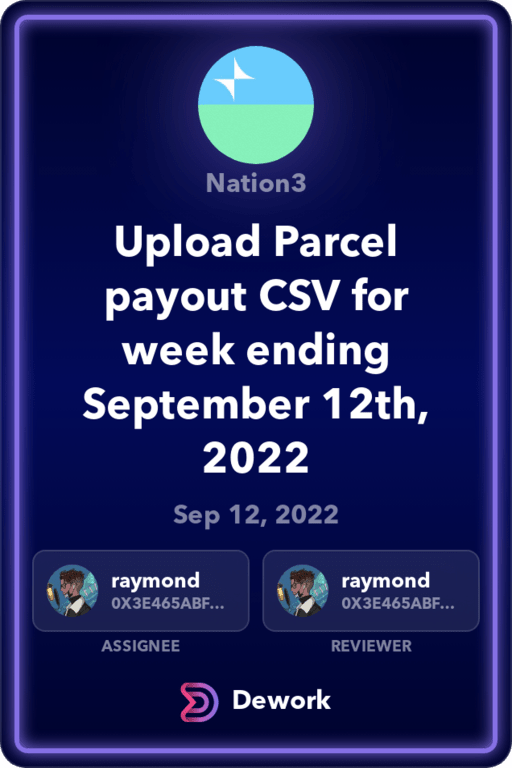 Nation3
Upload Parcel
payout CSV for
week ending
September 12th,
2022
Sep 12, 2022
raymond
0X3E465ABF...
ASSIGNEE
raymond
0X3E465ABF...
REVIEWER
Dework